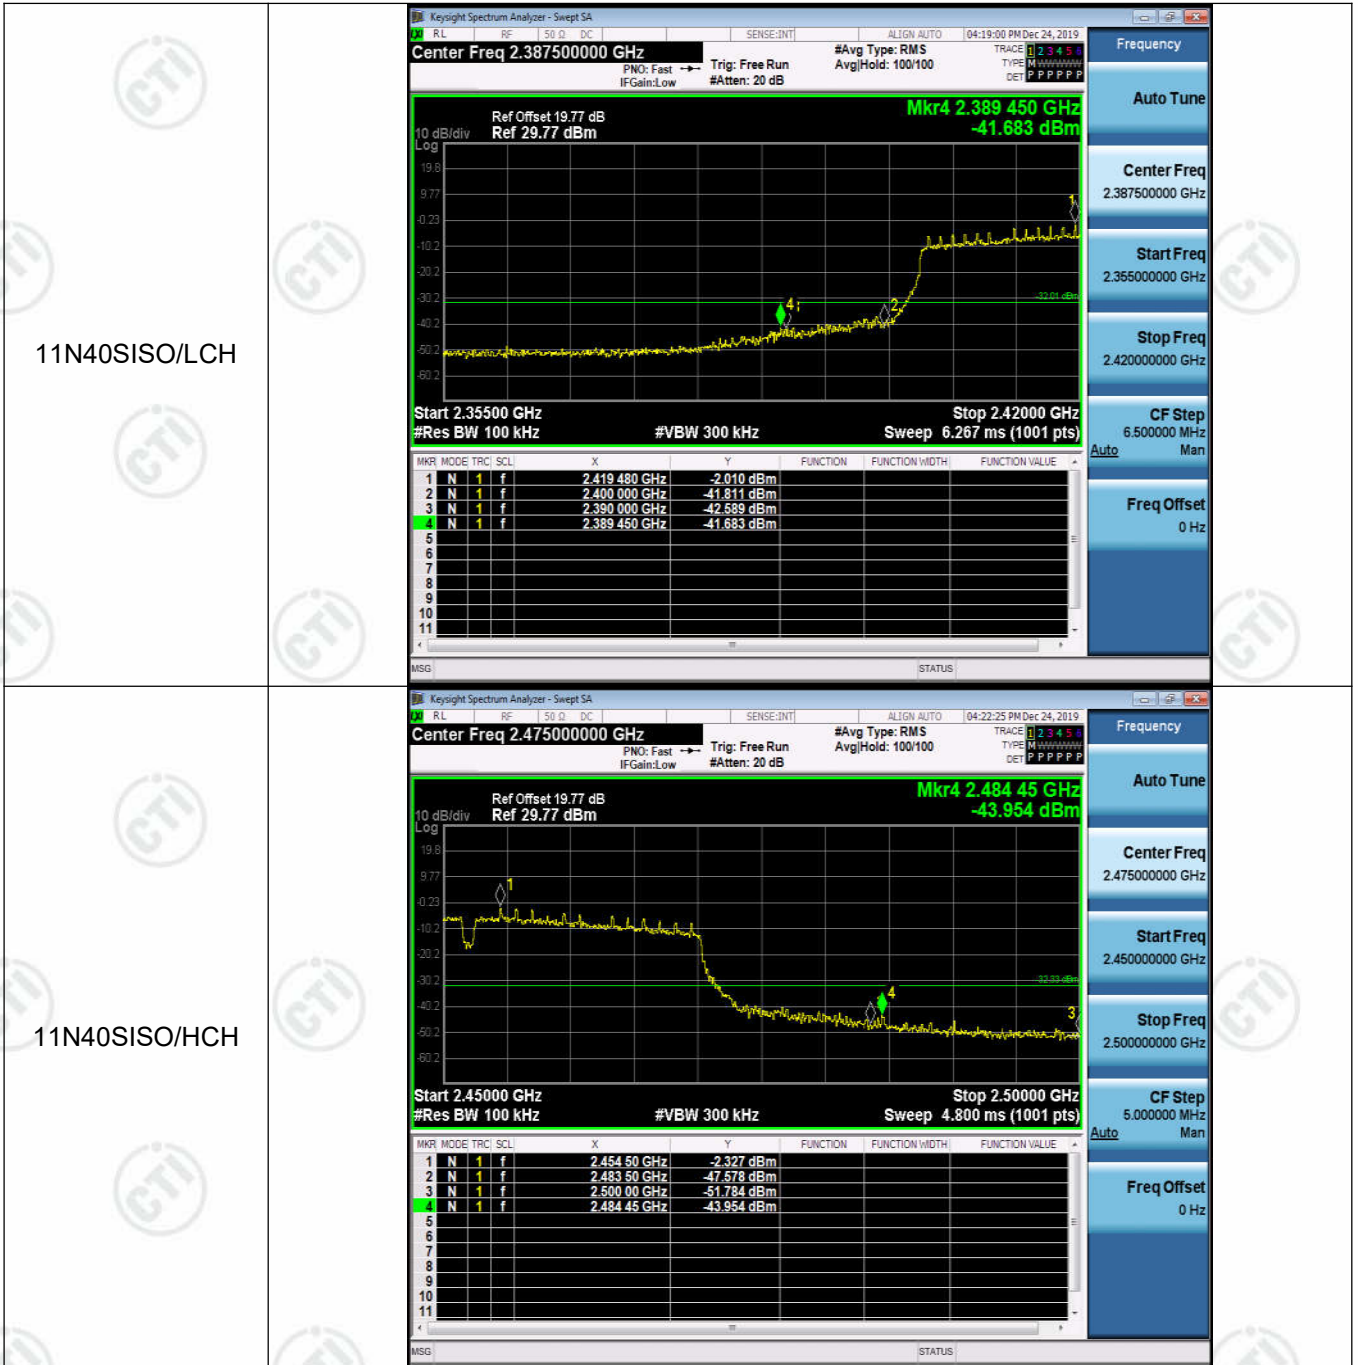 11N40SISO/LCH
Keysight Spectrum Analyzer - Swept SA
RL RF 50 Ω DC SENSE:INT ALIGN AUTO 04:19:00 PM Dec 24, 2019
Center Freq 2.387500000 GHz
PNO: Fast
IFGain:Low
Trig: Free Run
#Atten: 20 dB
#Avg Type: RMS
Avg|Hold: 100/100
TRACE 1 2 3 4 5 6
TYPE M W W W W W
DET P P P P P P
Mkr4 2.389 450 GHz
-41.683 dBm
Ref Offset 19.77 dB
10 dB/div Ref 29.77 dBm
Log
19.8
9.77
-0.23
-10.2
-20.2
-30.2
-40.2
-50.2
-60.2
1
2
4
-32.01 dBm
Start 2.35500 GHz Stop 2.42000 GHz
#Res BW 100 kHz #VBW 300 kHz Sweep 6.267 ms (1001 pts)
MKR MODE TRC SCL X Y FUNCTION FUNCTION WIDTH FUNCTION VALUE
1 N 1 f 2.419 480 GHz -2.010 dBm
2 N 1 f 2.400 000 GHz -41.811 dBm
3 N 1 f 2.390 000 GHz -42.589 dBm
4 N 1 f 2.389 450 GHz -41.683 dBm
5
6
7
8
9
10
11
MSG STATUS
Frequency
Auto Tune
Center Freq
2.387500000 GHz
Start Freq
2.355000000 GHz
Stop Freq
2.420000000 GHz
CF Step
6.500000 MHz
Auto Man
Freq Offset
0 Hz
11N40SISO/HCH
Keysight Spectrum Analyzer - Swept SA
RL RF 50 Ω DC SENSE:INT ALIGN AUTO 04:22:25 PM Dec 24, 2019
Center Freq 2.475000000 GHz
PNO: Fast
IFGain:Low
Trig: Free Run
#Atten: 20 dB
#Avg Type: RMS
Avg|Hold: 100/100
TRACE 1 2 3 4 5 6
TYPE M W W W W W
DET P P P P P P
Mkr4 2.484 45 GHz
-43.954 dBm
Ref Offset 19.77 dB
10 dB/div Ref 29.77 dBm
Log
19.8
9.77
-0.23
-10.2
-20.2
-30.2
-40.2
-50.2
-60.2
1
4
3
-32.33 dBm
Start 2.45000 GHz Stop 2.50000 GHz
#Res BW 100 kHz #VBW 300 kHz Sweep 4.800 ms (1001 pts)
MKR MODE TRC SCL X Y FUNCTION FUNCTION WIDTH FUNCTION VALUE
1 N 1 f 2.454 50 GHz -2.327 dBm
2 N 1 f 2.483 50 GHz -47.578 dBm
3 N 1 f 2.500 00 GHz -51.784 dBm
4 N 1 f 2.484 45 GHz -43.954 dBm
5
6
7
8
9
10
11
MSG STATUS
Frequency
Auto Tune
Center Freq
2.475000000 GHz
Start Freq
2.450000000 GHz
Stop Freq
2.500000000 GHz
CF Step
5.000000 MHz
Auto Man
Freq Offset
0 Hz
CTI